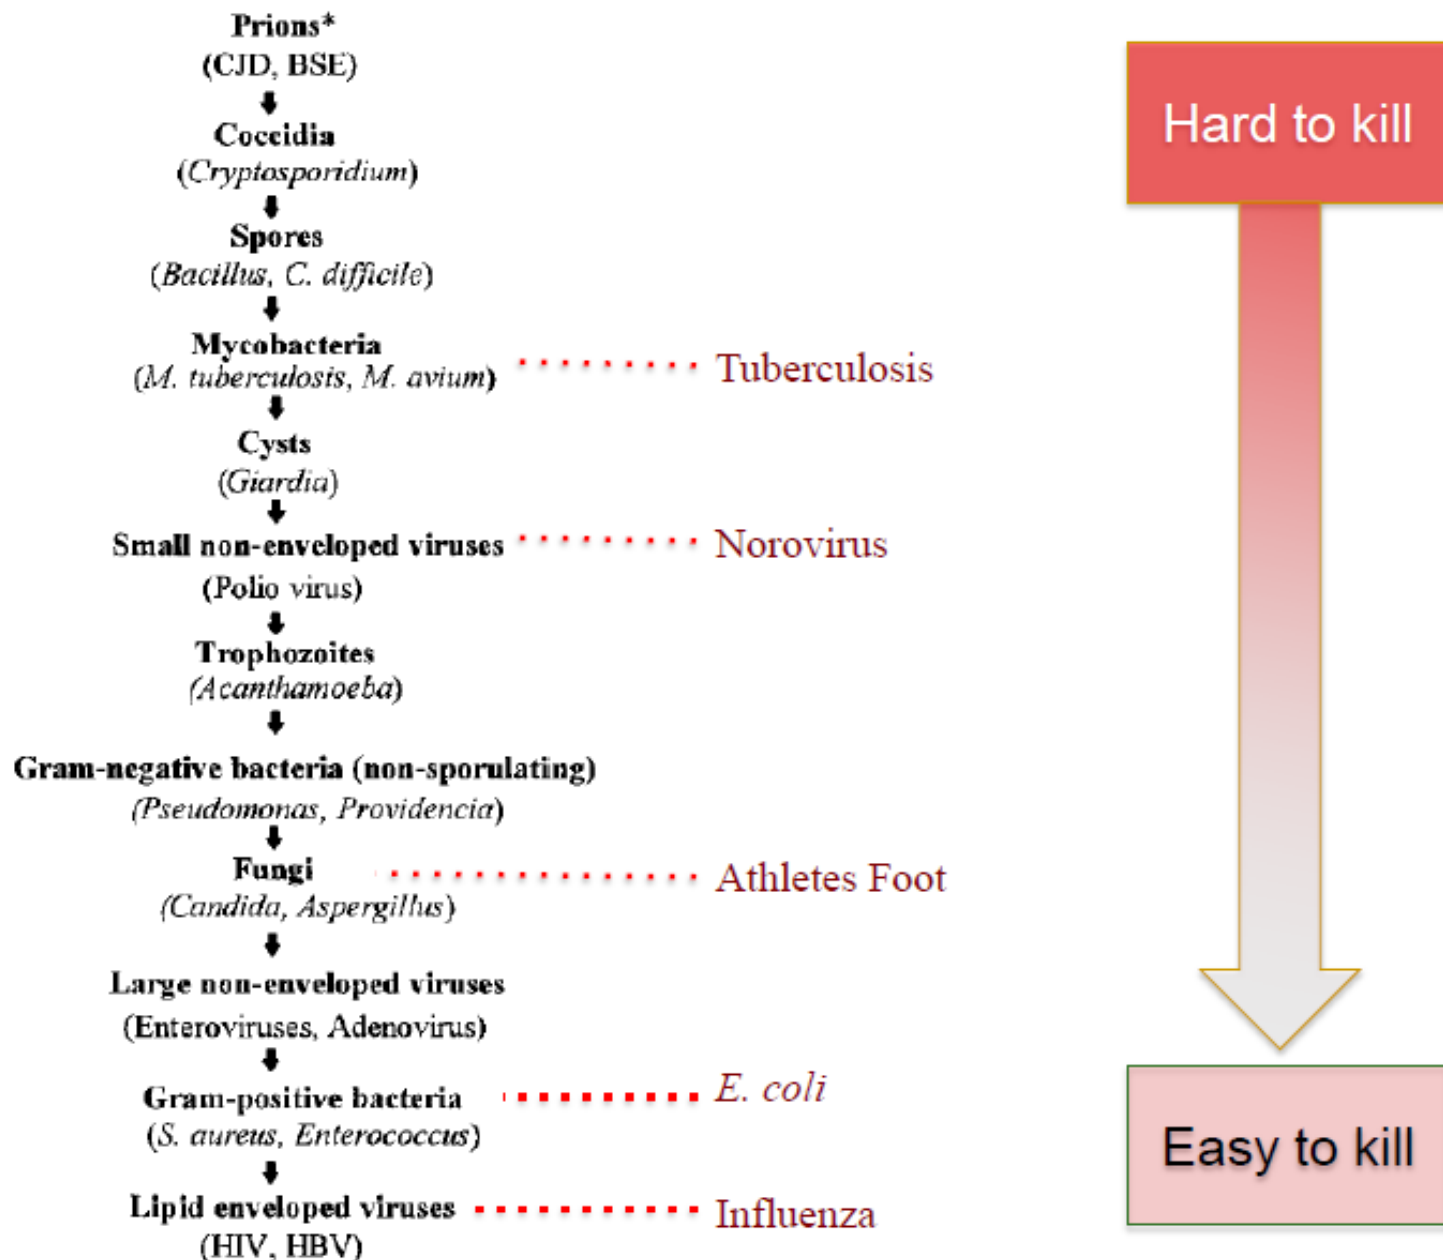 Prions*
(CJD, BSE)
Hard to kill
Coccidia
(Cryptosporidium)
Spores
(Bacillus, C. difficile)
Mycobacteria
(M. tuberculosis, M. avium)
Tuberculosis
Cysts
(Giardia)
Small non-enveloped viruses
Norovirus
(Polio virus)
Trophozoites
(Acanthamoeba)
Gram-negative bacteria (non-sporulating)
(Pseudomonas, Providencia)
Fungi
Athletes Foot
(Candida, Aspergillus)
Large non-enveloped viruses
(Enteroviruses, Adenovirus)
Gram-positive bacteria
E. coli
(S. aureus, Enterococcus)
Easy to kill
Lipid enveloped viruses
Influenza
(HIV, HBV)